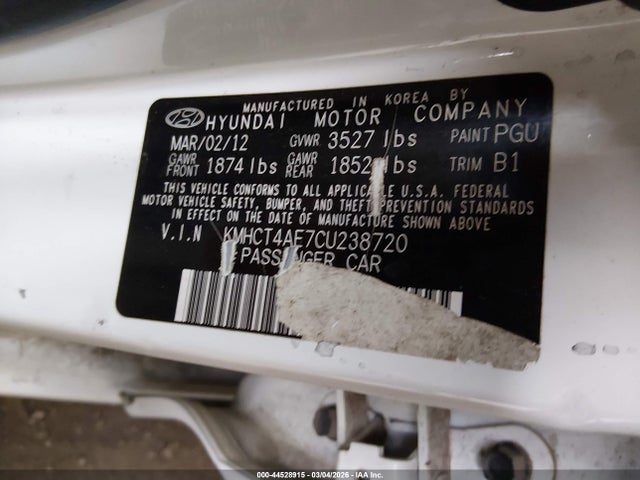 MANUFACTURED IN KOREA BY
HYUNDAI MOTOR COMPANY
MAR/02/12 GVWR 3527 lbs PAINT PGU
GAWR FRONT 1874 lbs GAWR REAR 1852 lbs TRIM B1
THIS VEHICLE CONFORMS TO ALL APPLICABLE U.S.A. FEDERAL
MOTOR VEHICLE SAFETY, BUMPER, AND THEFT PREVENTION STANDARDS
IN EFFECT ON THE DATE OF MANUFACTURE SHOWN ABOVE
V.I.N KMHCT4AE7CU238720
PASSENGER CAR
000-44528915 - 03/04/2026 - IAA Inc.